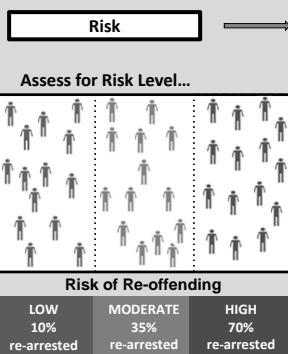 Risk
Assess for Risk Level…
Risk of Re-offending
LOW
10%
re-arrested
MODERATE
35%
re-arrested
HIGH
70%
re-arrested